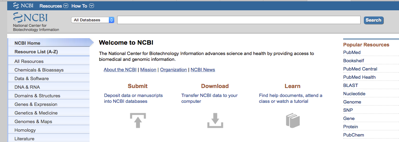 NCBI Resources How To
NCBI
National Center for
Biotechnology Information
All Databases
Search
NCBI Home
Resource List (A-Z)
All Resources
Chemicals & Bioassays
Data & Software
DNA & RNA
Domains & Structures
Genes & Expression
Genetics & Medicine
Genomes & Maps
Homology
Literature
Welcome to NCBI
The National Center for Biotechnology Information advances science and health by providing access to
biomedical and genomic information.
About the NCBI | Mission | Organization | NCBI News
Submit
Deposit data or manuscripts
into NCBI databases
Download
Transfer NCBI data to your
computer
Learn
Find help documents, attend a
class or watch a tutorial
Popular Resources
PubMed
Bookshelf
PubMed Central
PubMed Health
BLAST
Nucleotide
Genome
SNP
Gene
Protein
PubChem